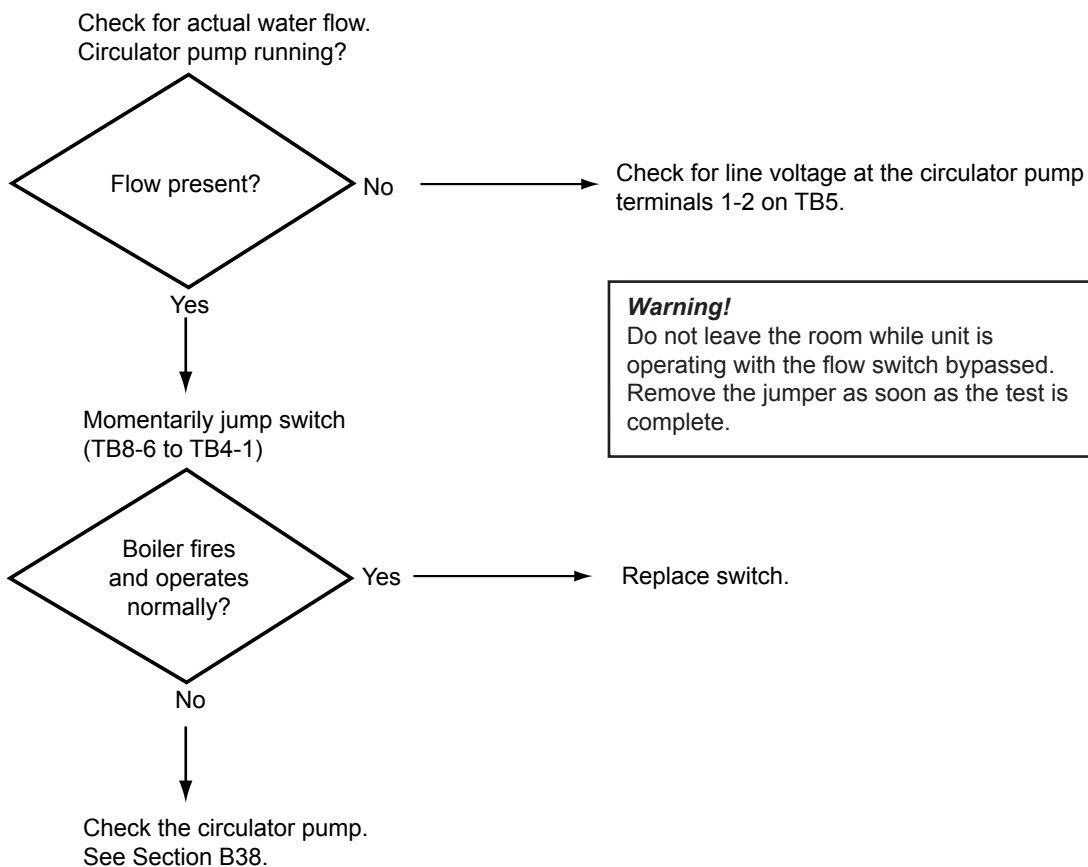 Check for actual water flow.
Circulator pump running?
Flow present?
No
Check for line voltage at the circulator pump
terminals 1-2 on TB5.
Yes
Warning!
Do not leave the room while unit is
operating with the flow switch bypassed.
Remove the jumper as soon as the test is
complete.
Momentarily jump switch
(TB8-6 to TB4-1)
Boiler fires
and operates
normally?
Yes
Replace switch.
No
Check the circulator pump.
See Section B38.